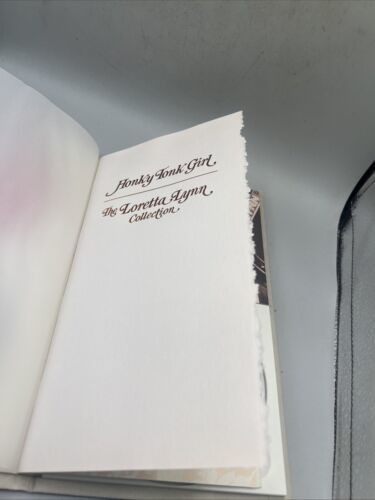 Honky Tonk Girl
The Loretta Lynn
Collection